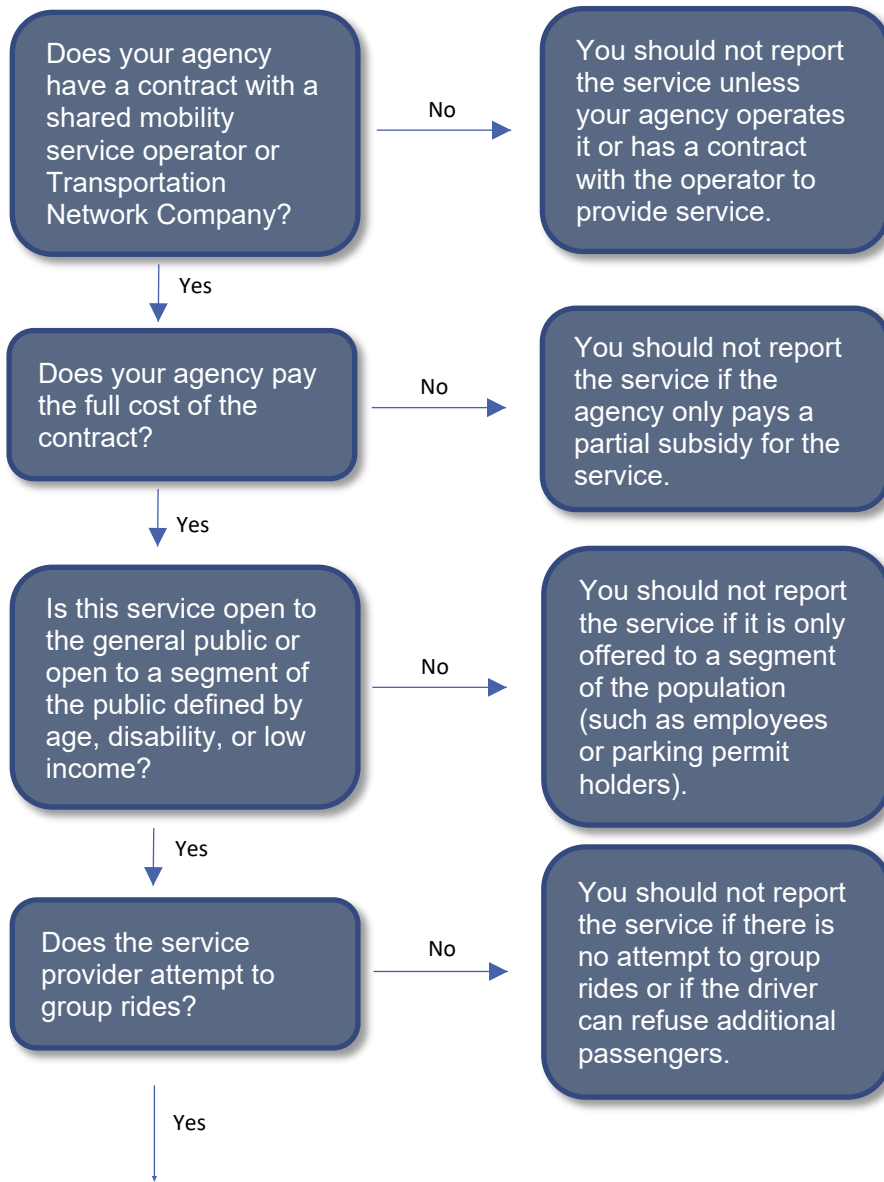 Does your agency
have a contract with a
shared mobility
service operator or
Transportation
Network Company?
No
You should not report
the service unless
your agency operates
it or has a contract
with the operator to
provide service.
Yes
Does your agency pay
the full cost of the
contract?
No
You should not report
the service if the
agency only pays a
partial subsidy for the
service.
Yes
Is this service open to
the general public or
open to a segment of
the public defined by
age, disability, or low
income?
No
You should not report
the service if it is only
offered to a segment
of the population
(such as employees
or parking permit
holders).
Yes
Does the service
provider attempt to
group rides?
No
You should not report
the service if there is
no attempt to group
rides or if the driver
can refuse additional
passengers.
Yes